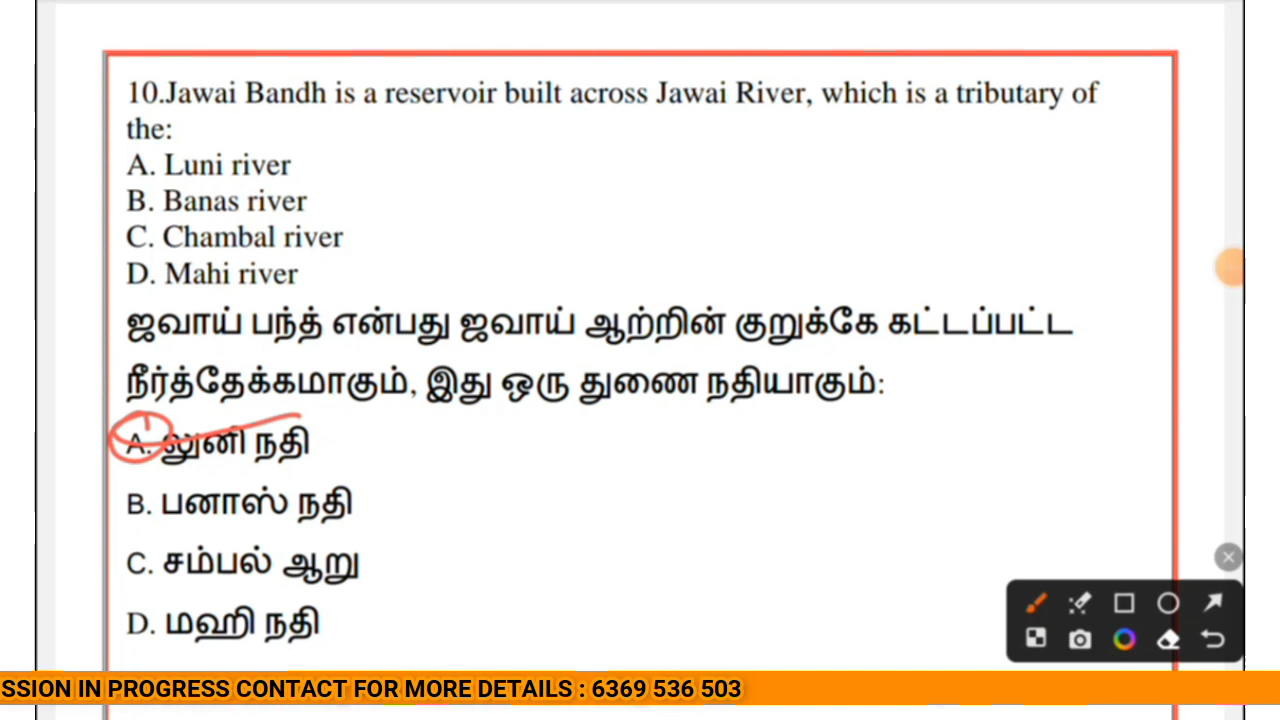 10.Jawai Bandh is a reservoir built across Jawai River, which is a tributary of
the:
A. Luni river
B. Banas river
C. Chambal river
D. Mahi river
ஜவாய் பந்த் என்பது ஜவாய் ஆற்றின் குறுக்கே கட்டப்பட்ட
நீர்த்தேக்கமாகும், இது ஒரு துணை நதியாகும்:
A. லுனி நதி
B. பனாஸ் நதி
C. சம்பல் ஆறு
D. மஹி நதி
SSION IN PROGRESS CONTACT FOR MORE DETAILS : 6369 536 503